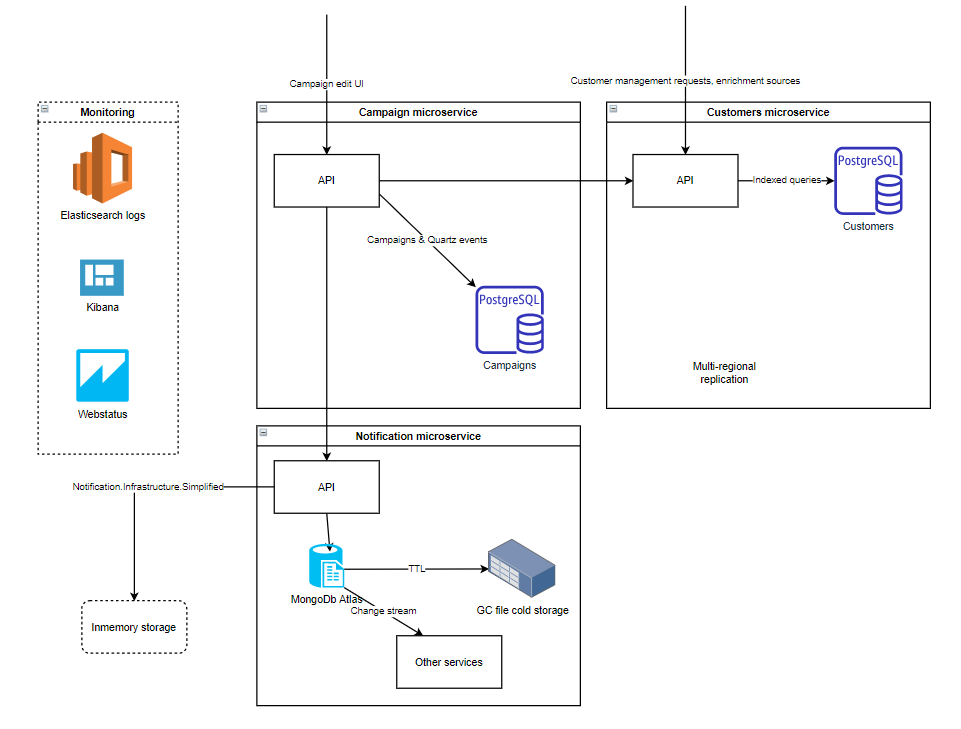 Campaign edit UI
Customer management requests, enrichment sources
Monitoring
Campaign microservice
Customers microservice
Elasticsearch logs
Kibana
Webstatus
API
Campaigns & Quartz events
PostgreSQL
Campaigns
API
Indexed queries
PostgreSQL
Customers
Multi-regional
replication
Notification microservice
Notification.Infrastructure.Simplified
API
MongoDb Atlas
TTL
GC file cold storage
Change stream
Inmemory storage
Other services